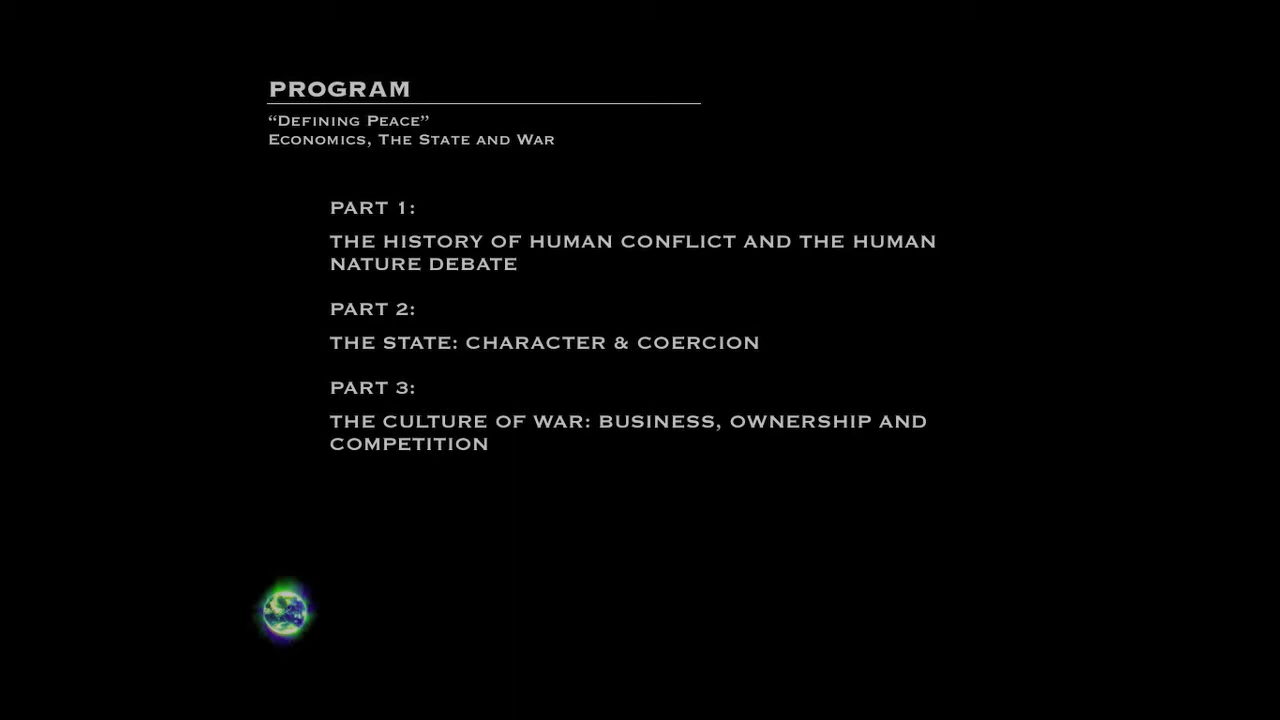 PROGRAM
“Defining Peace”
Economics, The State and War
PART 1:
THE HISTORY OF HUMAN CONFLICT AND THE HUMAN
NATURE DEBATE
PART 2:
THE STATE: CHARACTER & COERCION
PART 3:
THE CULTURE OF WAR: BUSINESS, OWNERSHIP AND
COMPETITION